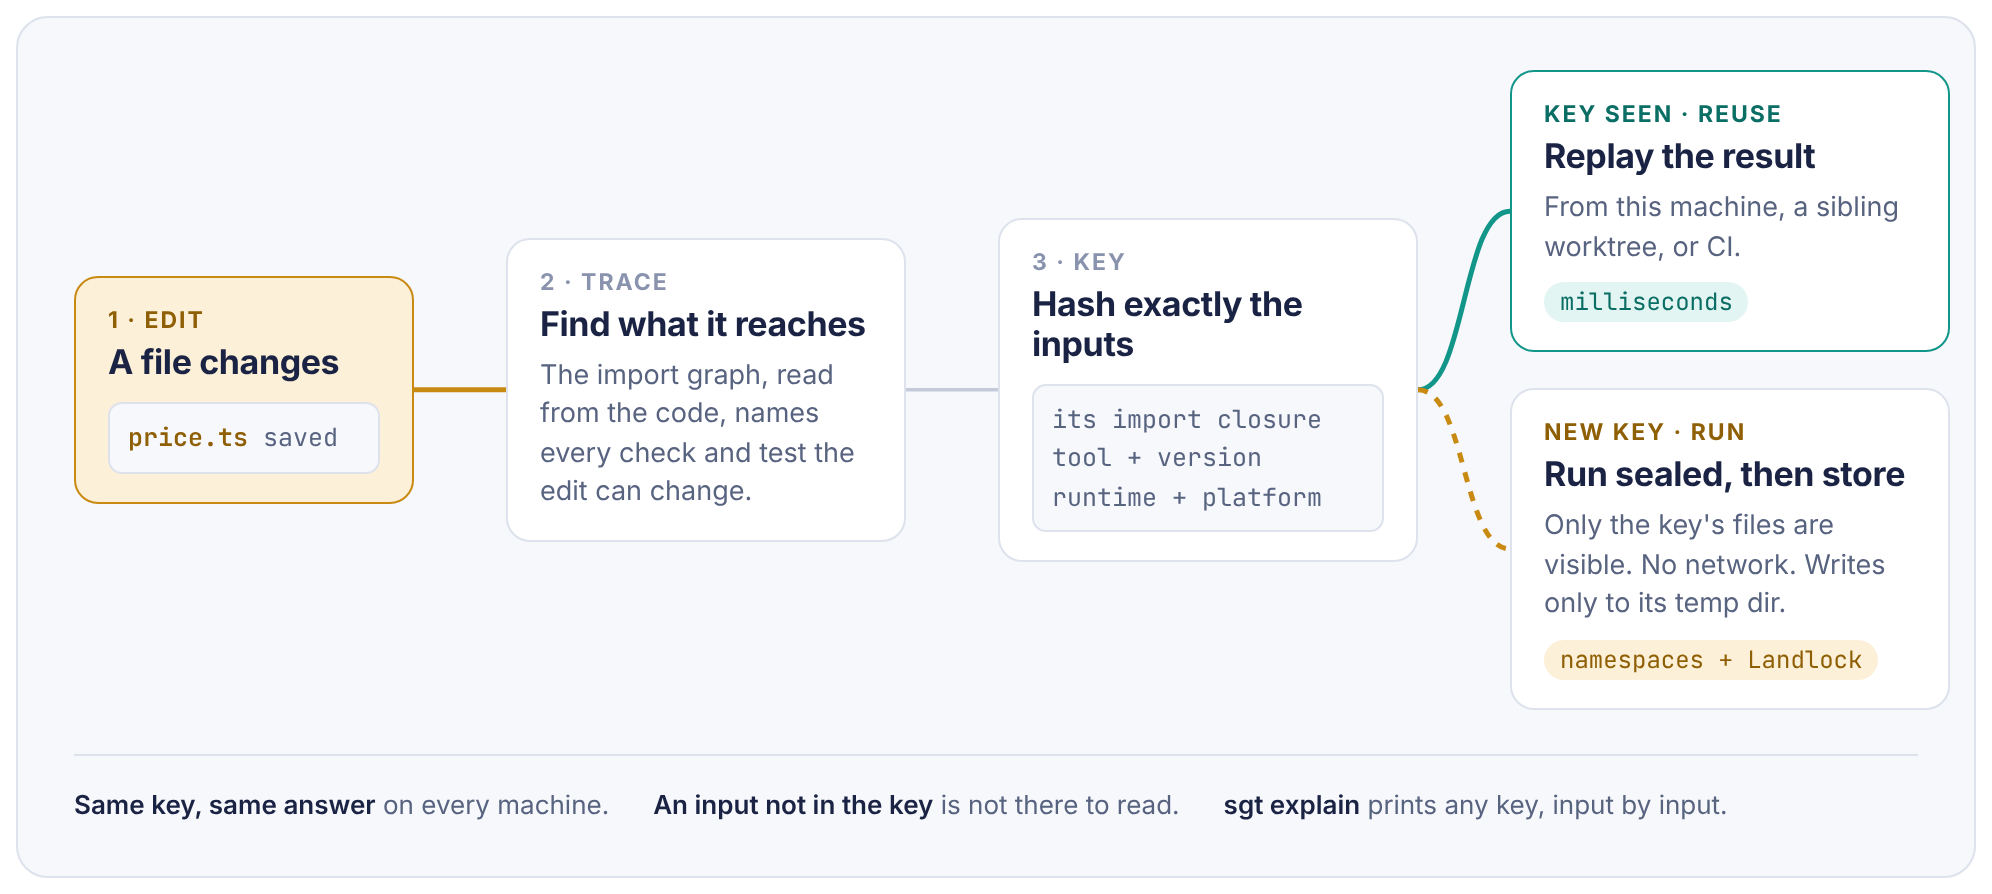 1 · EDIT
A file changes
price.ts saved
2 · TRACE
Find what it reaches
The import graph, read
from the code, names
every check and test the
edit can change.
3 · KEY
Hash exactly the
inputs
its import closure
tool + version
runtime + platform
KEY SEEN · REUSE
Replay the result
From this machine, a sibling
worktree, or CI.
milliseconds
NEW KEY · RUN
Run sealed, then store
Only the key's files are
visible. No network. Writes
only to its temp dir.
namespaces + Landlock
Same key, same answer on every machine. An input not in the key is not there to read. sgt explain prints any key, input by input.